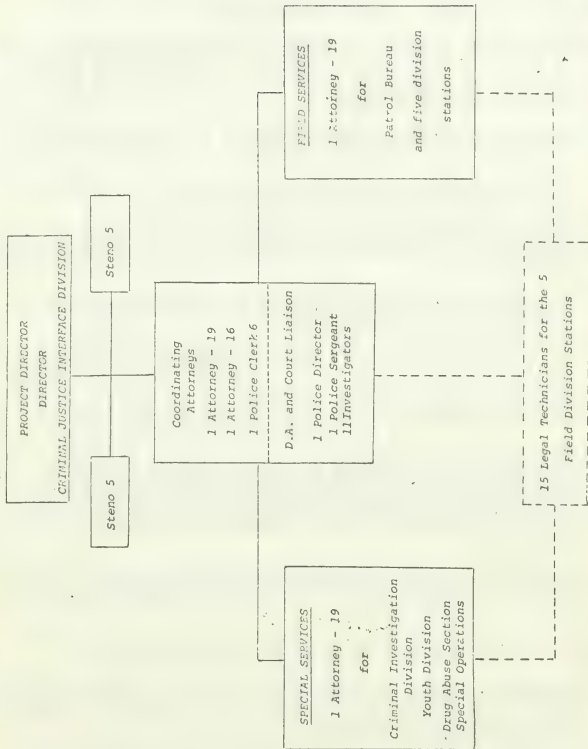 PROJECT DIRECTOR
DIRECTOR
CRIMINAL JUSTICE INTERFACE DIVISION
Steno 5
Steno 5
SPECIAL SERVICES
1 Attorney - 19
for
Criminal Investigation
Division
Youth Division
Drug Abuse Section
Special Operations
Coordinating
Attorneys
1 Attorney - 19
1 Attorney - 16
1 Police Clerk 6
D.A. and Court Liaison
1 Police Director
1 Police Sergeant
11 Investigators
FIELD SERVICES
1 Attorney - 19
for
Patrol Bureau
and five division
stations
15 Legal Technicians for the 5
Field Division Stations